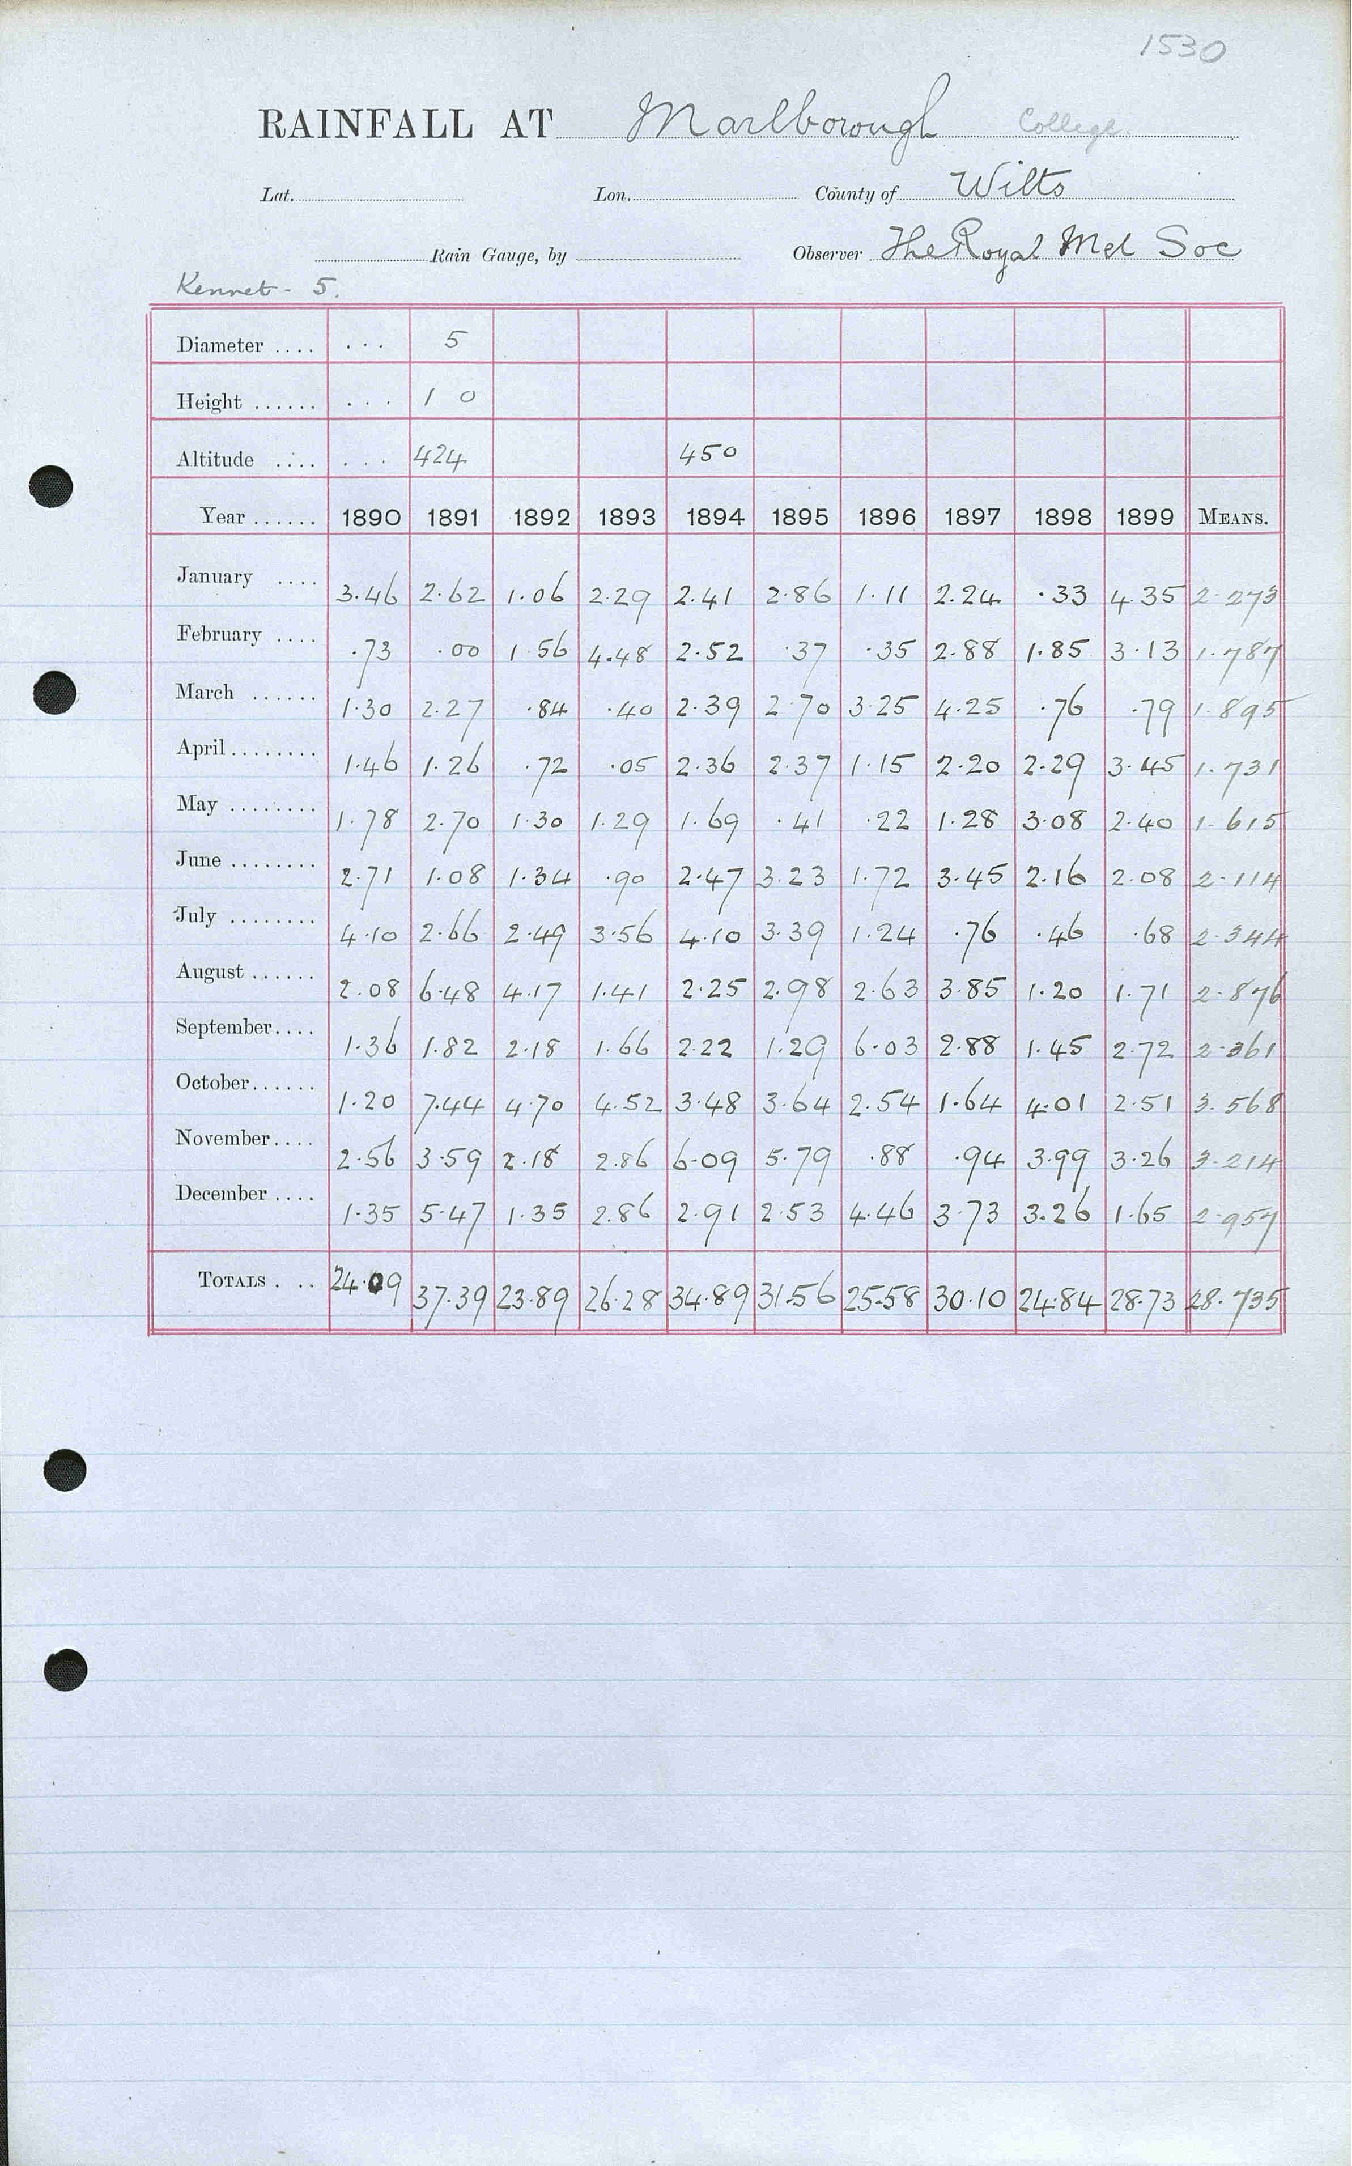 1530
RAINFALL AT Marlborough College
Lat. Lon. County of Wilts
Rain Gauge, by Observer The Royal Met Soc
Kennet - 5.
Diameter .... ... 5
Height ...... ... 1 0
Altitude .... ... 424 450
Year ...... 1890 1891 1892 1893 1894 1895 1896 1897 1898 1899 MEANS.
January .... 3.46 2.62 1.06 2.29 2.41 2.86 1.11 2.24 .33 4.35 2.273
February .... .73 .00 1.56 4.48 2.52 .37 .35 2.88 1.85 3.13 1.787
March ...... 1.30 2.27 .84 .40 2.39 2.70 3.25 4.25 .76 .79 1.895
April ........ 1.46 1.26 .72 .05 2.36 2.37 1.15 2.20 2.29 3.45 1.731
May ........ 1.78 2.70 1.30 1.29 1.69 .41 .22 1.28 3.08 2.40 1.615
June ........ 2.71 1.08 1.34 .90 2.47 3.23 1.72 3.45 2.16 2.08 2.114
July ........ 4.10 2.66 2.49 3.56 4.10 3.39 1.24 .76 .46 .68 2.344
August ...... 2.08 6.48 4.17 1.41 2.25 2.98 2.63 3.85 1.20 1.71 2.876
September .... 1.36 1.82 2.18 1.66 2.22 1.29 6.03 2.88 1.45 2.72 2.361
October ...... 1.20 7.44 4.70 4.52 3.48 3.64 2.54 1.64 4.01 2.51 3.568
November .... 2.56 3.59 2.18 2.86 6.09 5.79 .88 .94 3.99 3.26 3.214
December .... 1.35 5.47 1.35 2.86 2.91 2.53 4.46 3.73 3.26 1.65 2.957
TOTALS . .. 24.09 37.39 23.89 26.28 34.89 31.56 25.58 30.10 24.84 28.73 28.735